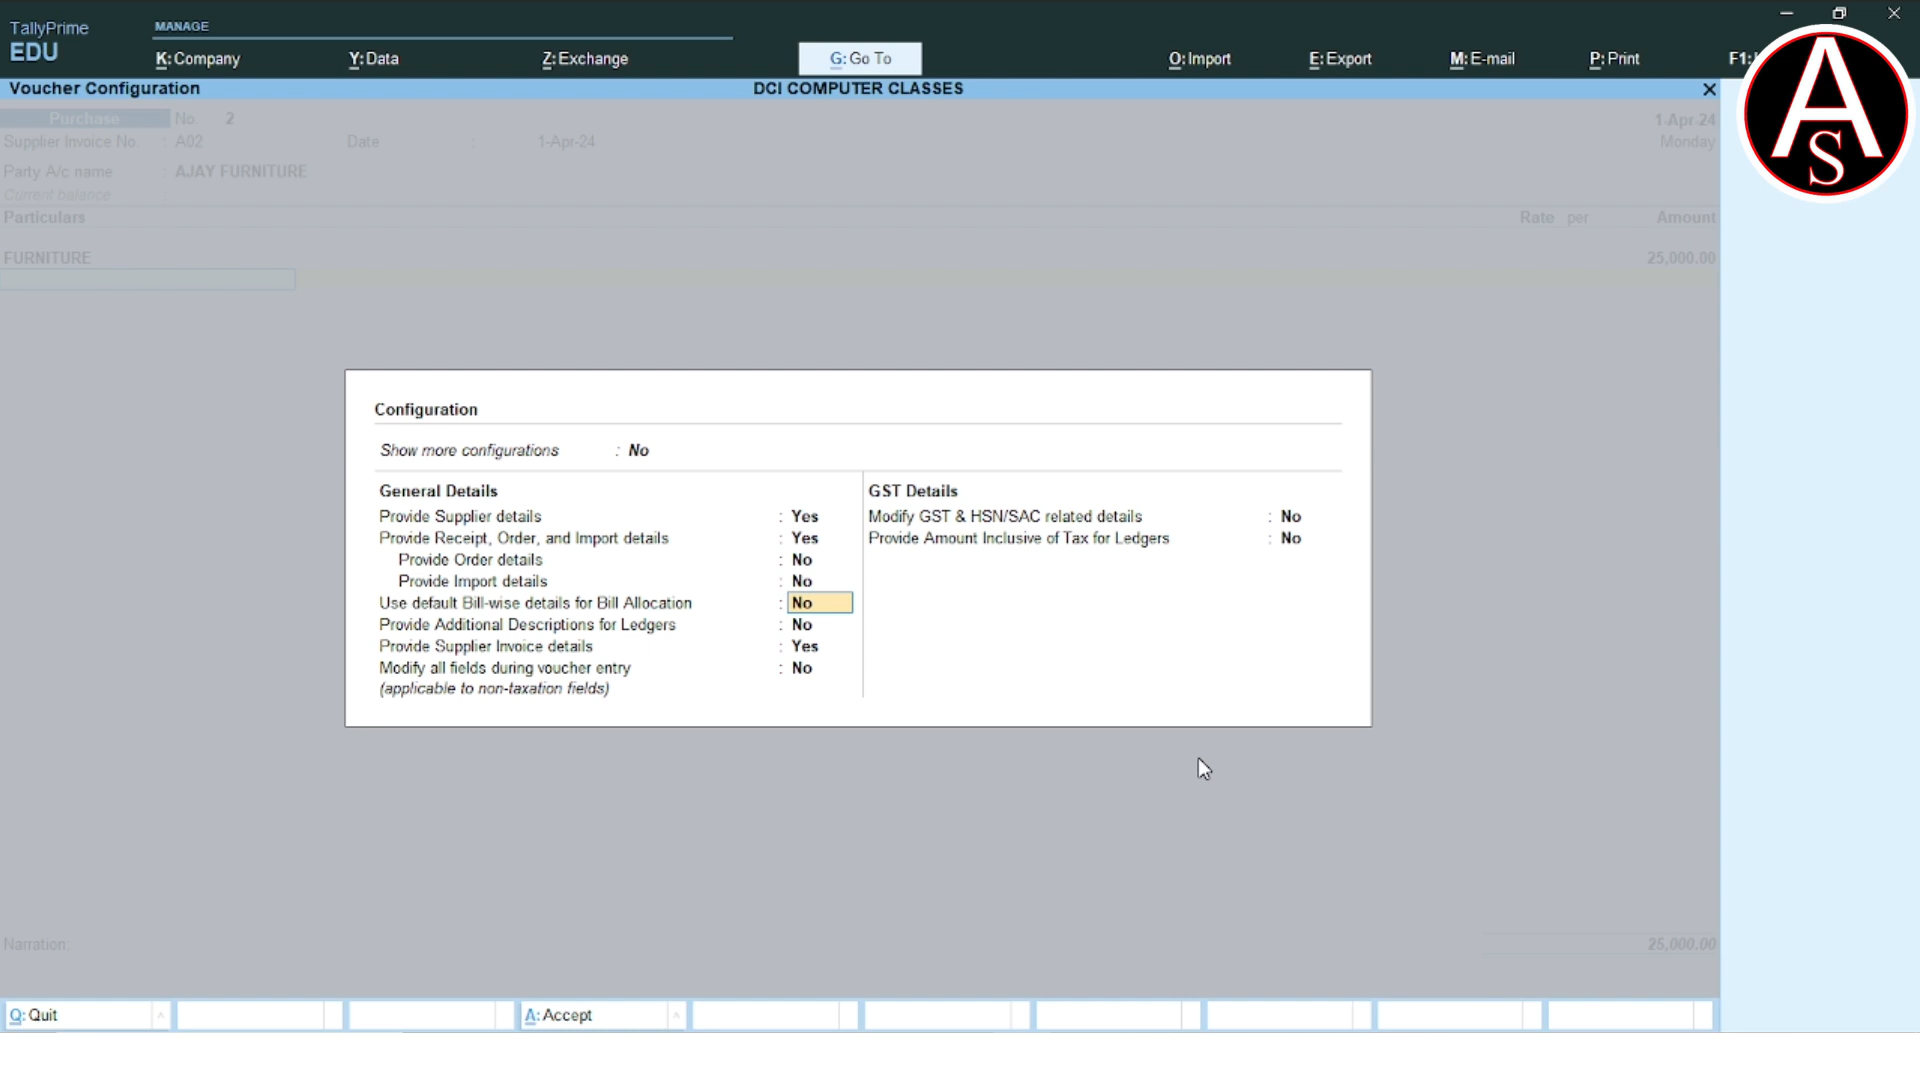 TallyPrime
EDU
MANAGE
K:Company
Y:Data
Z:Exchange
G:Go To
O:Import
E:Export
M:E-mail
P:Print
F1:
Voucher Configuration
DCI COMPUTER CLASSES
AS
Purchase No. 2
1-Apr-24
Supplier Invoice No. : A02 Date : 1-Apr-24
Monday
Party A/c name : AJAY FURNITURE
Current balance :
Particulars Rate per Amount
FURNITURE 25,000.00
Configuration
Show more configurations : No
General Details
Provide Supplier details : Yes
Provide Receipt, Order, and Import details : Yes
Provide Order details : No
Provide Import details : No
Use default Bill-wise details for Bill Allocation : No
Provide Additional Descriptions for Ledgers : No
Provide Supplier Invoice details : Yes
Modify all fields during voucher entry : No
(applicable to non-taxation fields)
GST Details
Modify GST & HSN/SAC related details : No
Provide Amount Inclusive of Tax for Ledgers : No
Narration: 25,000.00
Q:Quit
A:Accept